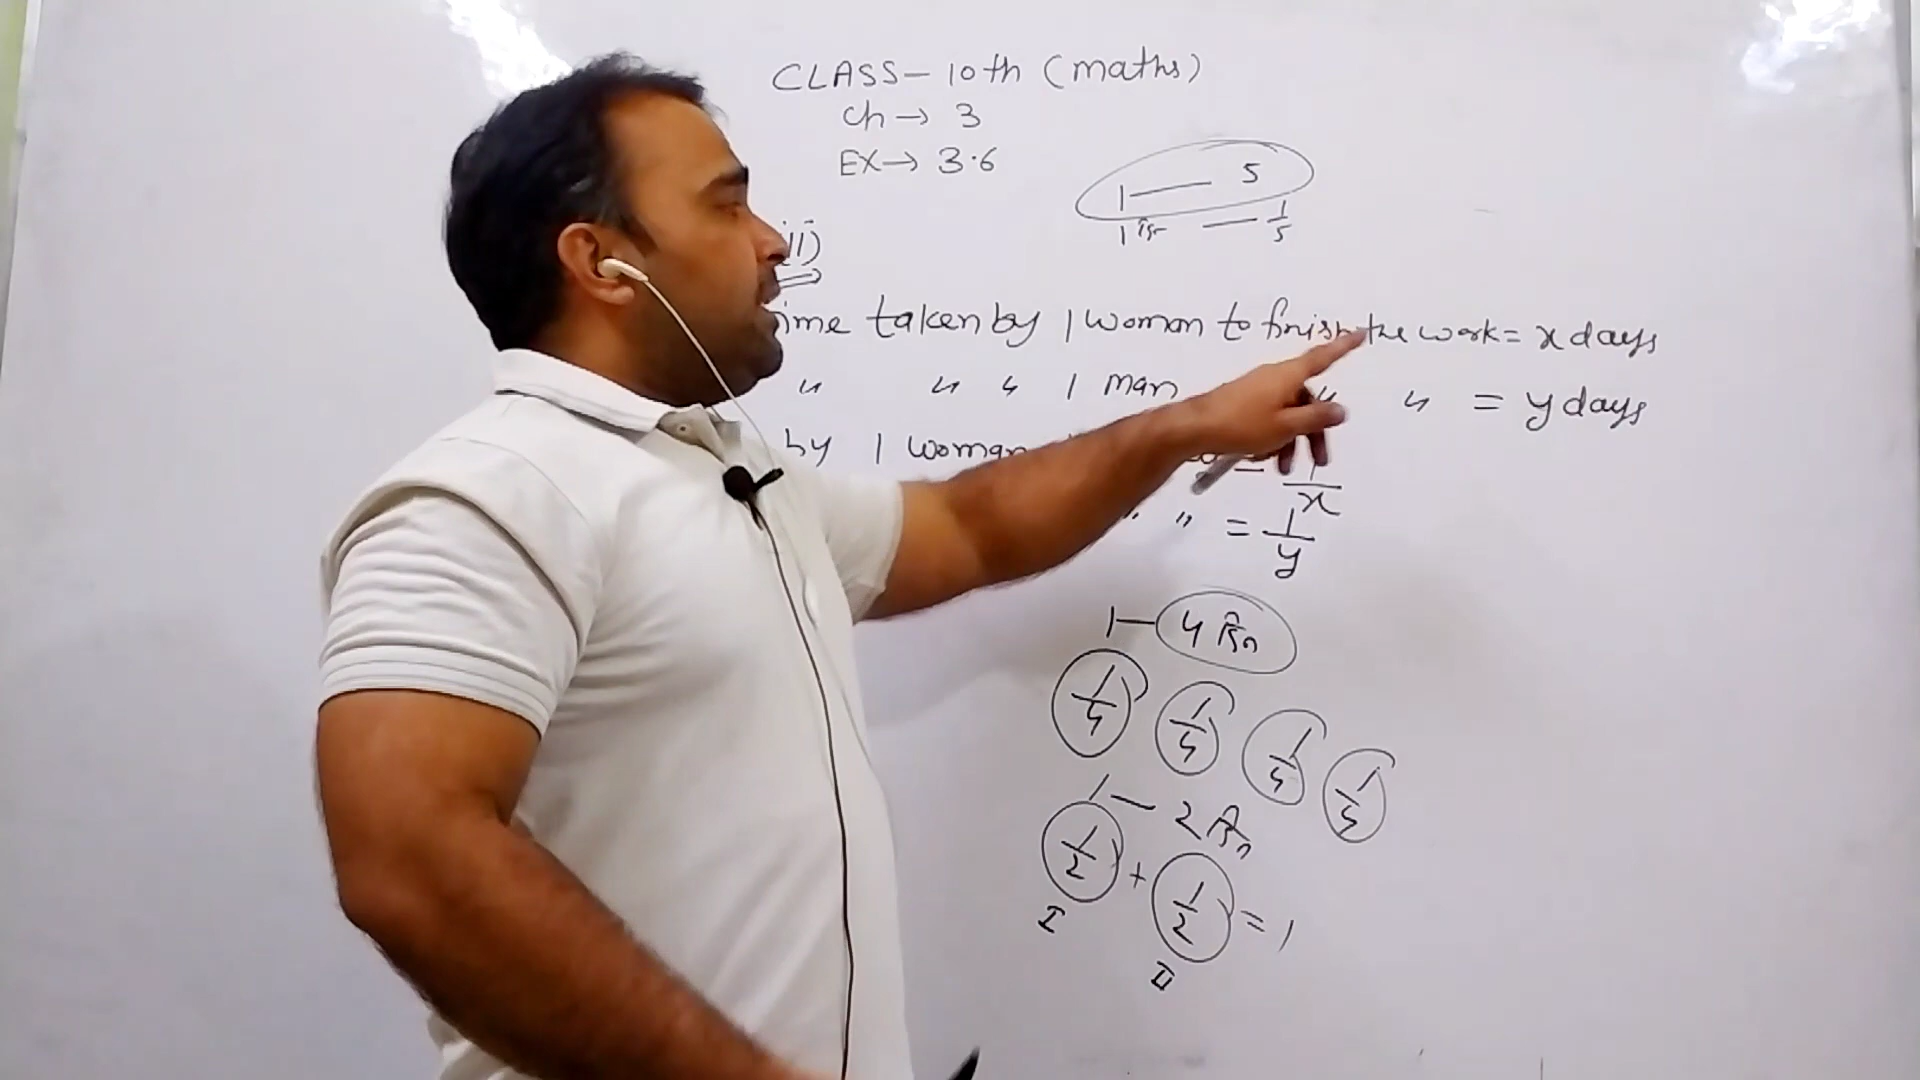 CLASS - 10th (maths)
Ch → 3
EX → 3.6
1 — 5
1 दिन — 1/5
ii)
ime taken by 1 woman to finish the work = x days
" " " 1 man " " = y days
by 1 woman = 1/x
" " = 1/y
1 — 4 दिन
1/4 1/4 1/4 1/4
1 — 2 दिन
1/2 + 1/2 = 1
I II